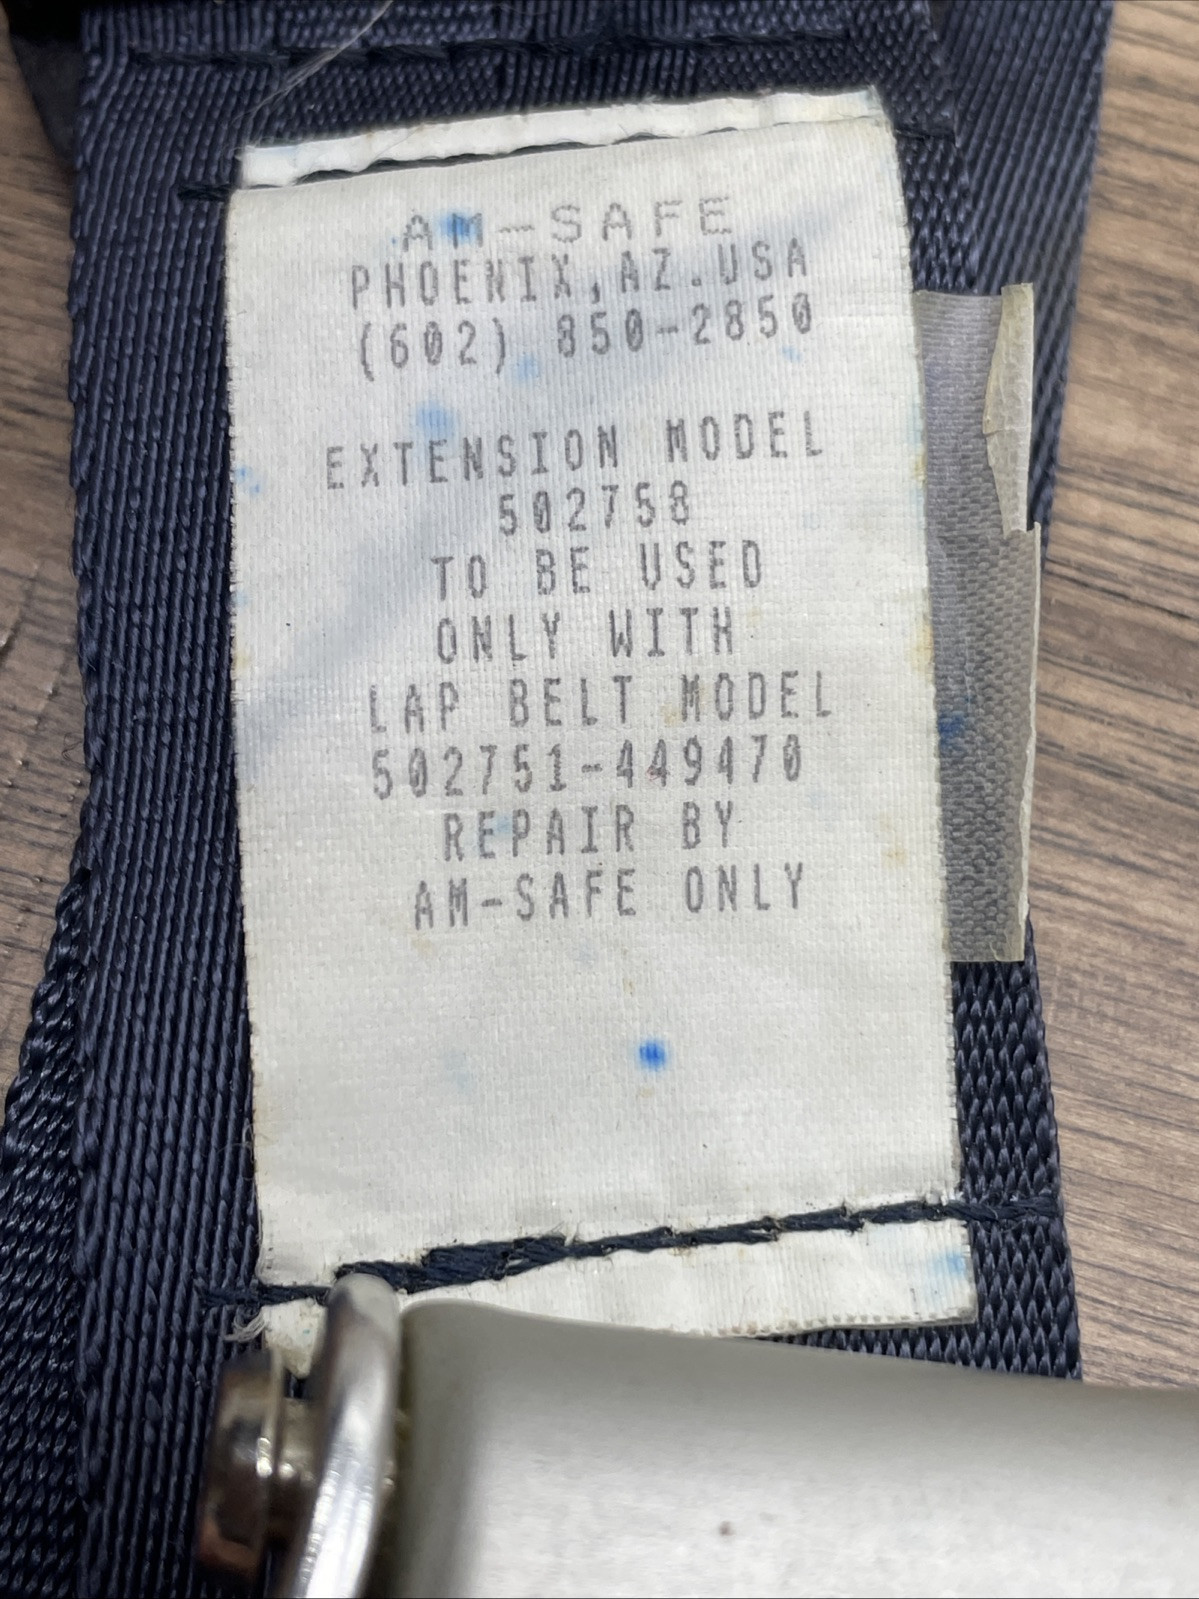 AM-SAFE
PHOENIX,AZ.USA
(602) 850-2850
EXTENSION MODEL
502758
TO BE USED
ONLY WITH
LAP BELT MODEL
502751-449470
REPAIR BY
AM-SAFE ONLY